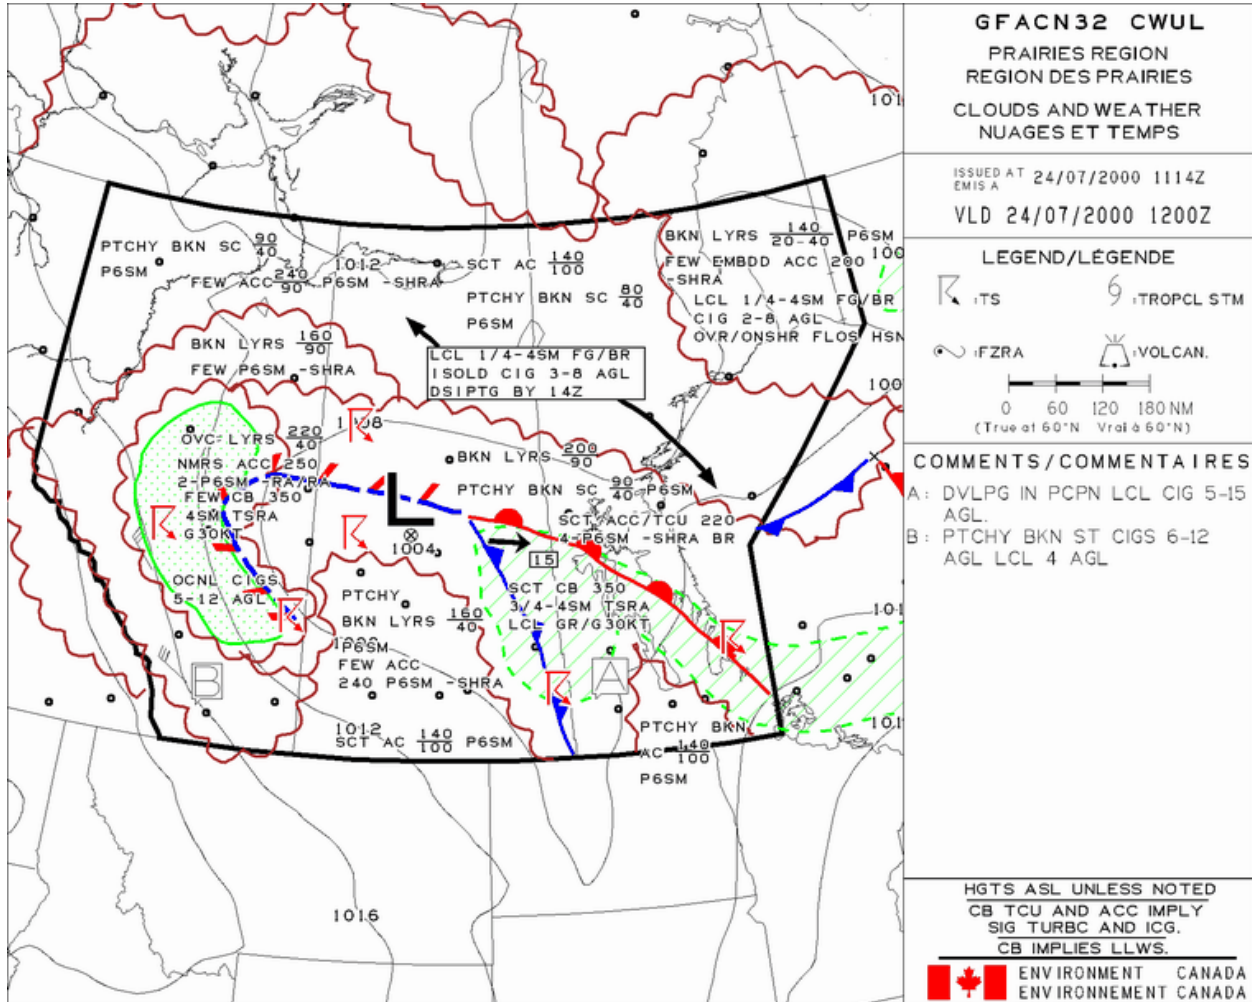 GFACN32 CWUL
PRAIRIES REGION
REGION DES PRAIRIES
CLOUDS AND WEATHER
NUAGES ET TEMPS
ISSUED AT 24/07/2000 1114Z
EMIS A
VLD 24/07/2000 1200Z
LEGEND/LÉGENDE
:TS
:TROPCL STM
:FZRA
:VOLCAN.
0 60 120 180 NM
(True at 60°N Vrai à 60°N)
COMMENTS/COMMENTAIRES
A: DVLPG IN PCPN LCL CIG 5-15
AGL.
B: PTCHY BKN ST CIGS 6-12
AGL LCL 4 AGL
HGTS ASL UNLESS NOTED
CB TCU AND ACC IMPLY
SIG TURBC AND ICG.
CB IMPLIES LLWS.
ENVIRONMENT CANADA
ENVIRONNEMENT CANADA
PTCHY BKN SC 90/40
P6SM
FEW ACC 240/90 P6SM -SHRA
1012
SCT AC 140/100
PTCHY BKN SC 80/40
P6SM
BKN LYRS 140/20-40 P6SM
FEW EMBDD ACC 200
-SHRA
LCL 1/4-4SM FG/BR
CIG 2-8 AGL
OVR/ONSHR FLOS HSN
BKN LYRS 160/90
FEW P6SM -SHRA
LCL 1/4-4SM FG/BR
ISOLD CIG 3-8 AGL
DSIPTG BY 14Z
OVC LYRS 220/40
NMRS ACC 250
2-P6SM -RA/RA
FEW CB 350
4SM TSRA
G30KT
OCNL CIGS
5-12 AGL
L
1004
BKN LYRS 200/90
PTCHY BKN SC 90/40 P6SM
SCT ACC/TCU 220
4-P6SM -SHRA BR
15
SCT CB 350
3/4-4SM TSRA
LCL GR/G30KT
PTCHY
BKN LYRS 160/40
P6SM
FEW ACC
240 P6SM -SHRA
B
A
1012
SCT AC 140/100 P6SM
PTCHY BKN
AC 140/100
P6SM
1016